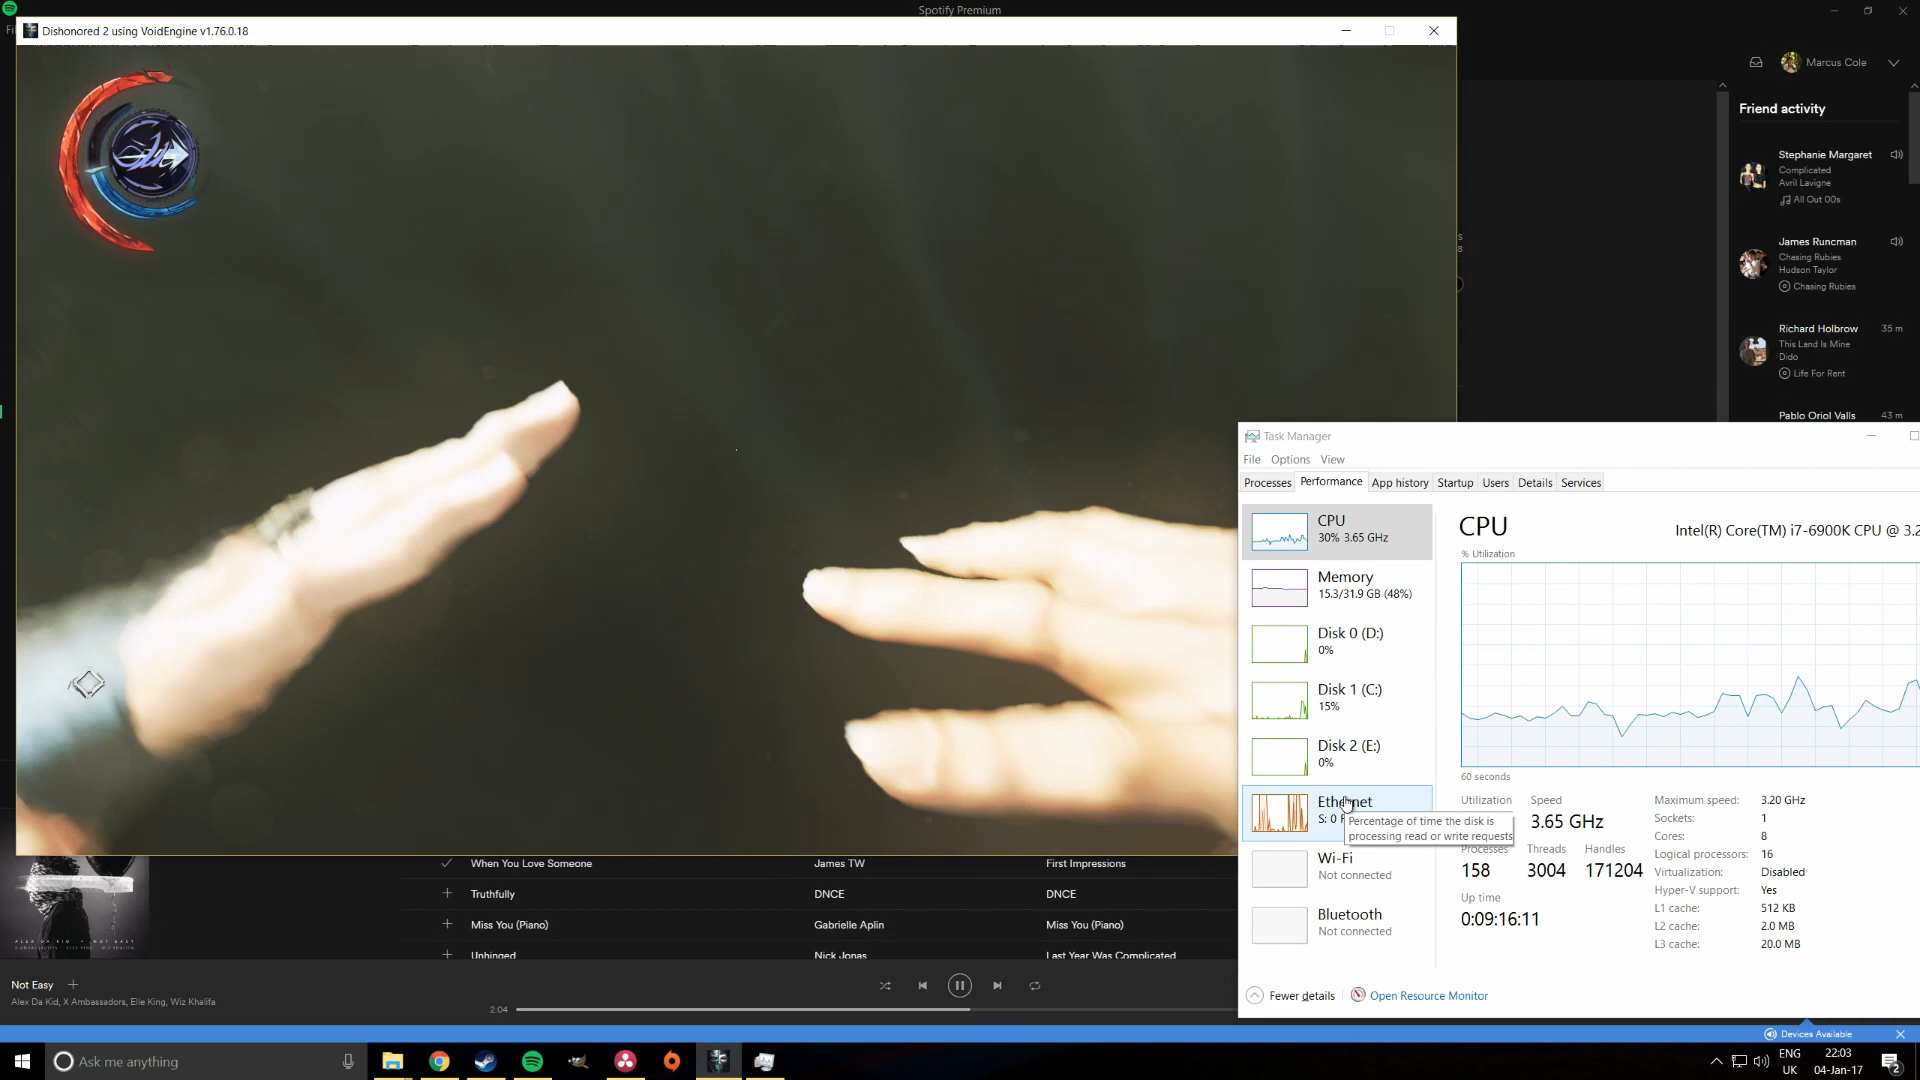 Spotify Premium
Dishonored 2 using VoidEngine v1.76.0.18
Marcus Cole
Friend activity
Stephanie Margaret
Complicated
Avril Lavigne
All Out 00s
James Runcman
Chasing Rubies
Hudson Taylor
Chasing Rubies
Richard Holbrow 35 m
This Land Is Mine
Dido
Life For Rent
Pablo Oriol Valls 43 m
Task Manager
File Options View
Processes Performance App history Startup Users Details Services
CPU
30% 3.65 GHz
Memory
15.3/31.9 GB (48%)
Disk 0 (D:)
0%
Disk 1 (C:)
15%
Disk 2 (E:)
0%
Ethernet
S: 0
Percentage of time the disk is
processing read or write requests
Wi-Fi
Not connected
Bluetooth
Not connected
CPU Intel(R) Core(TM) i7-6900K CPU @ 3.2
% Utilization
60 seconds
Utilization Speed
3.65 GHz
Processes Threads Handles
158 3004 171204
Up time
0:09:16:11
Maximum speed: 3.20 GHz
Sockets: 1
Cores: 8
Logical processors: 16
Virtualization: Disabled
Hyper-V support: Yes
L1 cache: 512 KB
L2 cache: 2.0 MB
L3 cache: 20.0 MB
Fewer details Open Resource Monitor
When You Love Someone James TW First Impressions
Truthfully DNCE DNCE
Miss You (Piano) Gabrielle Aplin Miss You (Piano)
Unhinged Nick Jonas Last Year Was Complicated
Not Easy
Alex Da Kid, X Ambassadors, Elle King, Wiz Khalifa
2:04
Devices Available
Ask me anything
ENG
UK
22:03
04-Jan-17
2